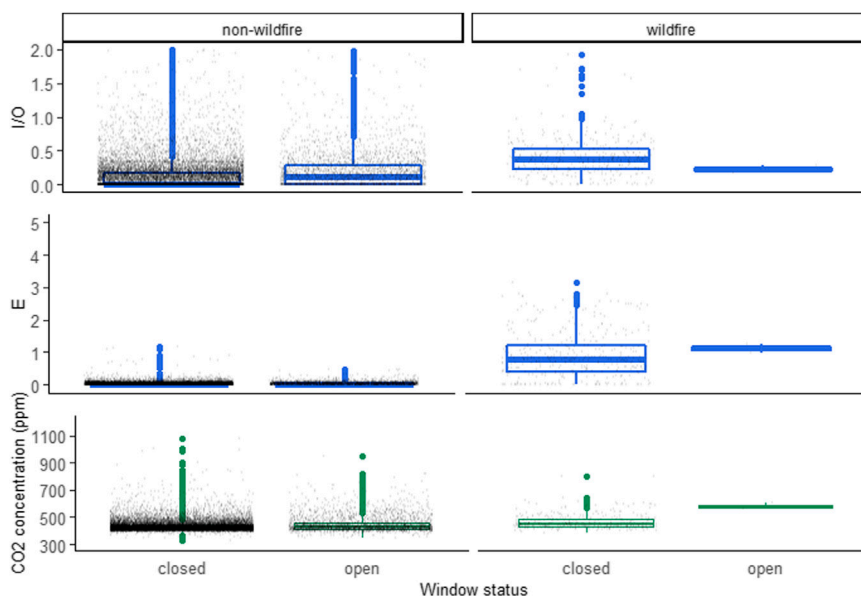 non-wildfire wildfire
I/O
2.0
1.5
1.0
0.5
0.0
E
5
4
3
2
1
0
CO2 concentration (ppm)
1100
900
700
500
300
closed open closed open
Window status